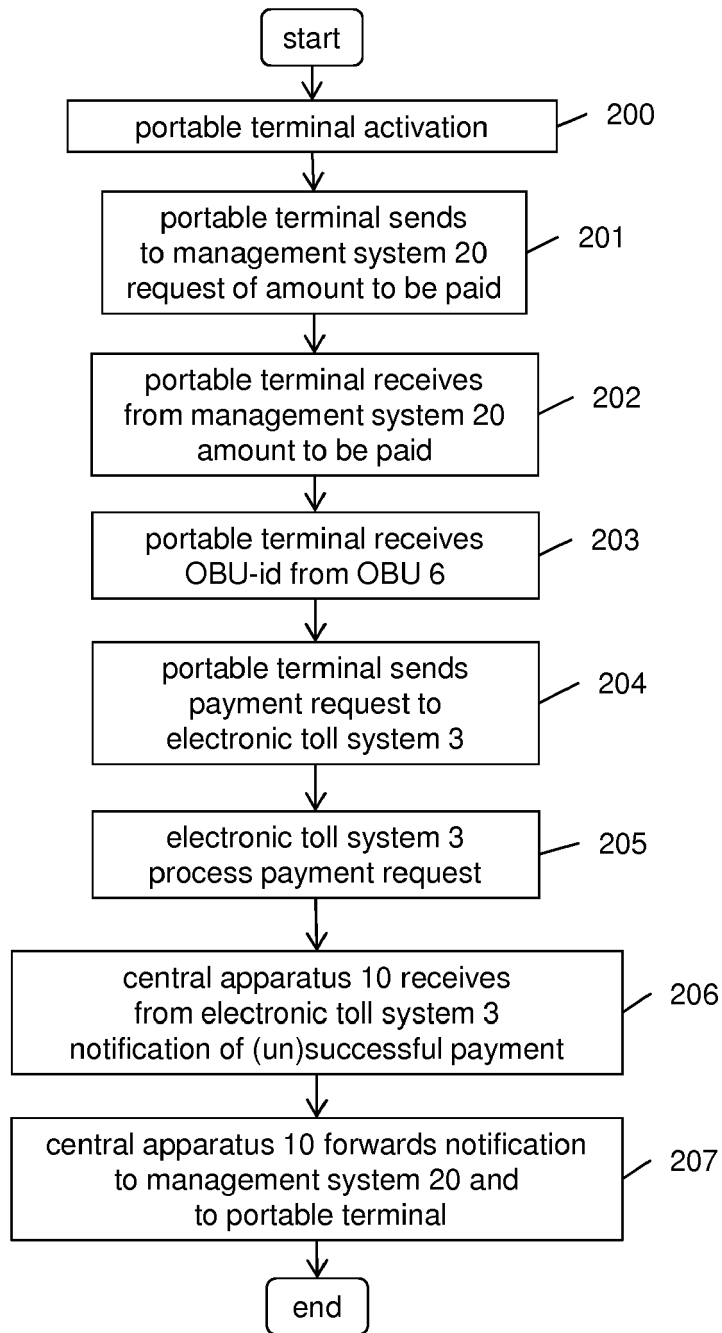 start
portable terminal activation
200
portable terminal sends
to management system 20
request of amount to be paid
201
portable terminal receives
from management system 20
amount to be paid
202
portable terminal receives
OBU-id from OBU 6
203
portable terminal sends
payment request to
electronic toll system 3
204
electronic toll system 3
process payment request
205
central apparatus 10 receives
from electronic toll system 3
notification of (un)successful payment
206
central apparatus 10 forwards notification
to management system 20 and
to portable terminal
207
end